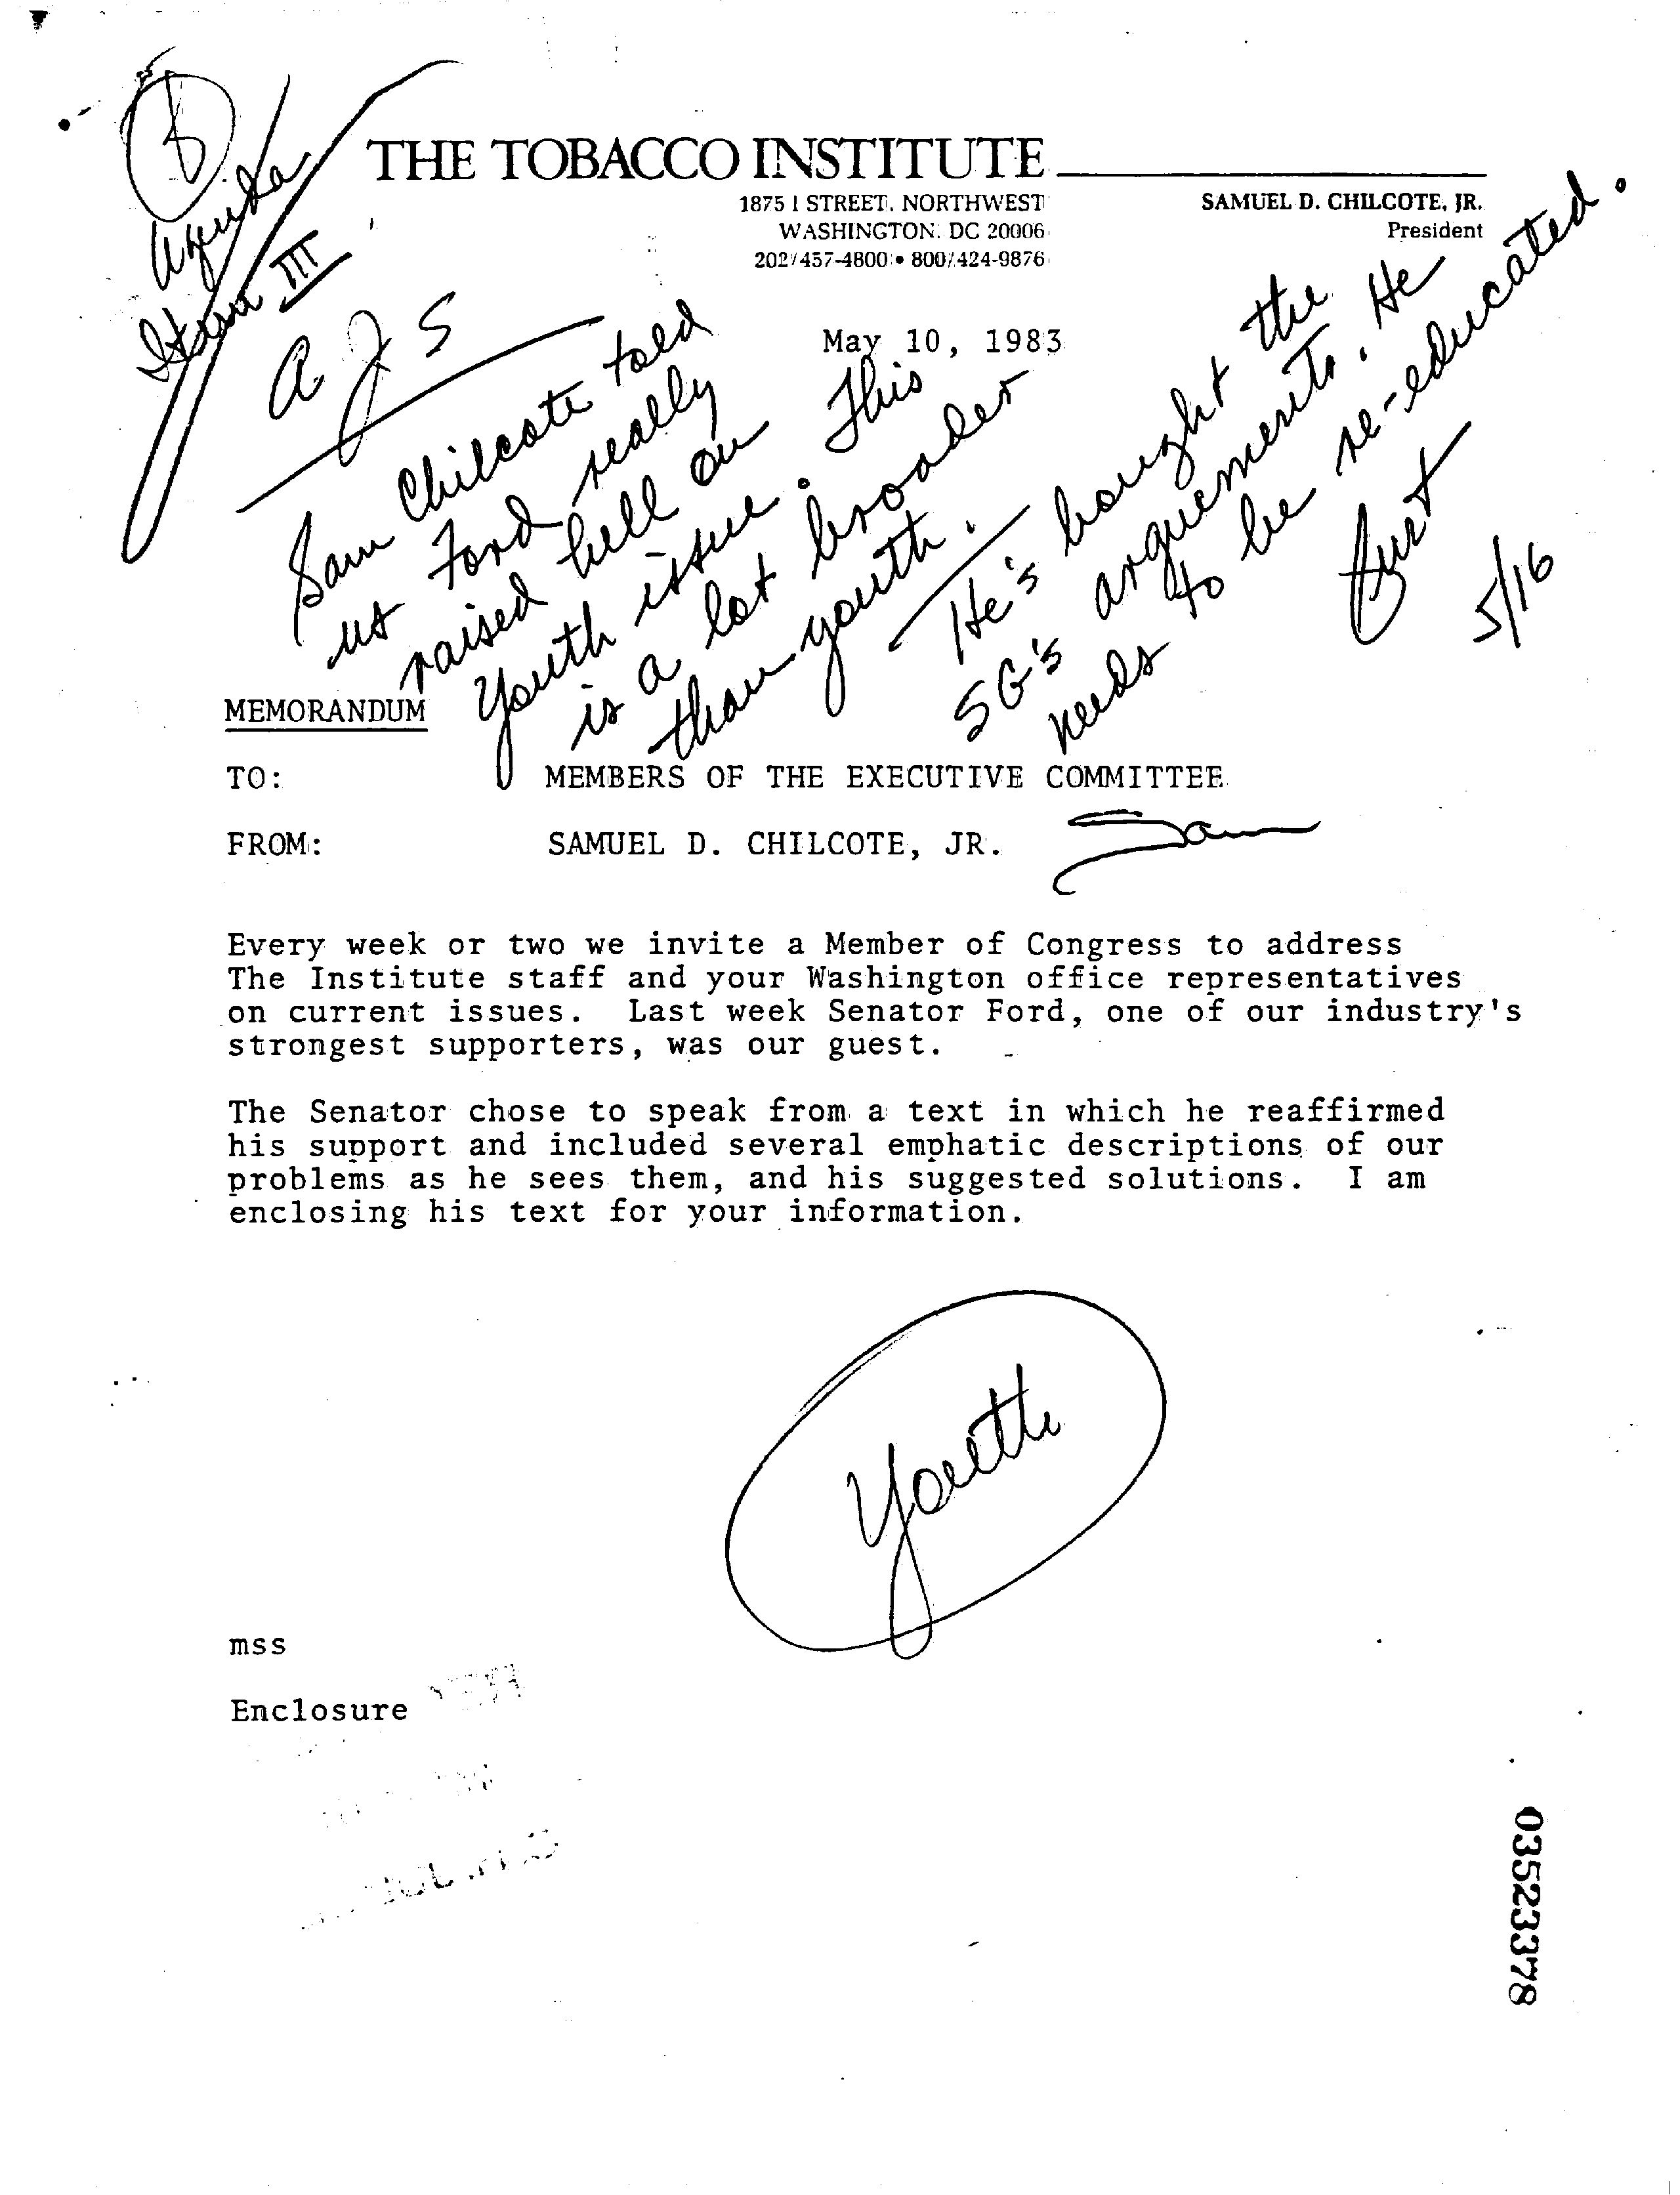 Agenda
Item III
AJS
THE TOBACCO INSTITUTE
1875 I STREET, NORTHWEST
WASHINGTON, DC 20006
202/457-4800 • 800/424-9876
SAMUEL D. CHILCOTE, JR.
President
May 10, 1983
Sam Chilcote told
us Ford really
raised hell on
Youth issue. This
is a lot broader
than youth.
He's bought the
SG's arguements. He
needs to be re-educated.
Curt
5/16
MEMORANDUM
TO: MEMBERS OF THE EXECUTIVE COMMITTEE
FROM: SAMUEL D. CHILCOTE, JR. Sam
Every week or two we invite a Member of Congress to address
The Institute staff and your Washington office representatives
on current issues. Last week Senator Ford, one of our industry's
strongest supporters, was our guest.
The Senator chose to speak from a text in which he reaffirmed
his support and included several emphatic descriptions of our
problems as he sees them, and his suggested solutions. I am
enclosing his text for your information.
Youth
mss
Enclosure
03523378